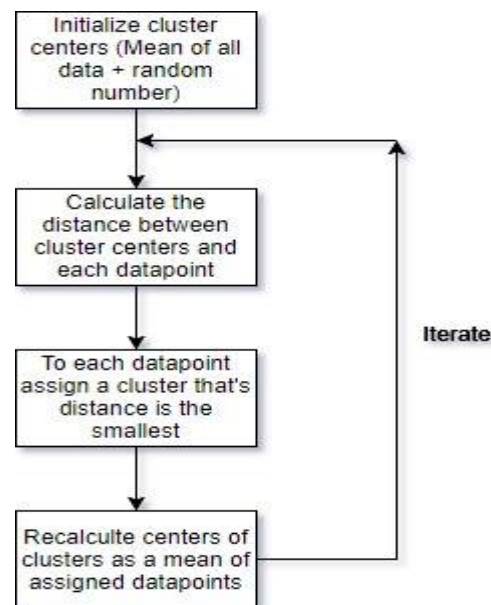 Initialize cluster
centers (Mean of all
data + random
number)
Calculate the
distance between
cluster centers and
each datapoint
Iterate
To each datapoint
assign a cluster that's
distance is the
smallest
Recalculte centers of
clusters as a mean of
assigned datapoints